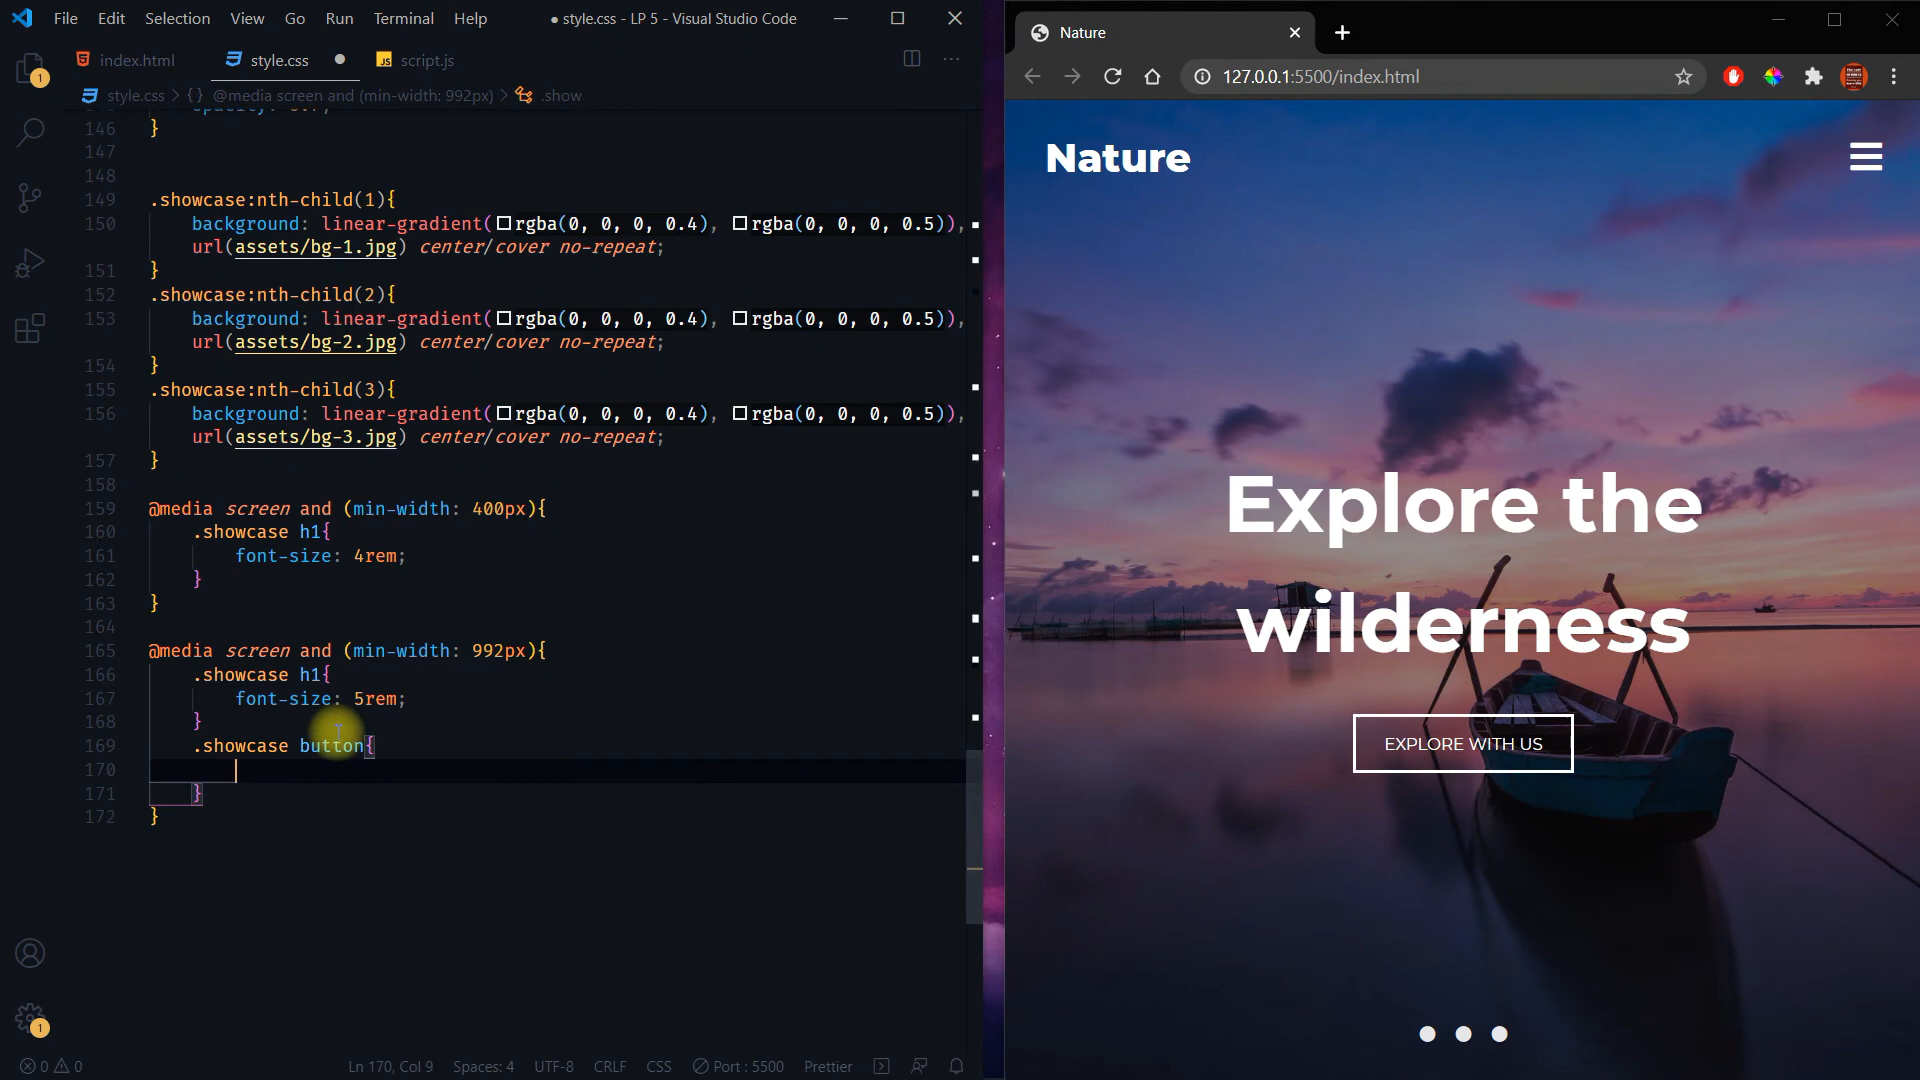 File Edit Selection View Go Run Terminal Help ● style.css - LP 5 - Visual Studio Code
index.html style.css ● JS script.js ···
style.css > {} @media screen and (min-width: 992px) > .show
146 }
147
148
149 .showcase:nth-child(1){
150 background: linear-gradient(rgba(0, 0, 0, 0.4), rgba(0, 0, 0, 0.5)),
url(assets/bg-1.jpg) center/cover no-repeat;
151 }
152 .showcase:nth-child(2){
153 background: linear-gradient(rgba(0, 0, 0, 0.4), rgba(0, 0, 0, 0.5)),
url(assets/bg-2.jpg) center/cover no-repeat;
154 }
155 .showcase:nth-child(3){
156 background: linear-gradient(rgba(0, 0, 0, 0.4), rgba(0, 0, 0, 0.5)),
url(assets/bg-3.jpg) center/cover no-repeat;
157 }
158
159 @media screen and (min-width: 400px){
160 .showcase h1{
161 font-size: 4rem;
162 }
163 }
164
165 @media screen and (min-width: 992px){
166 .showcase h1{
167 font-size: 5rem;
168 }
169 .showcase button{
170
171 }
172 }
1
1
0 0 Ln 170, Col 9 Spaces: 4 UTF-8 CRLF CSS Port : 5500 Prettier
Nature
127.0.0.1:5500/index.html
Nature
Explore the
wilderness
EXPLORE WITH US